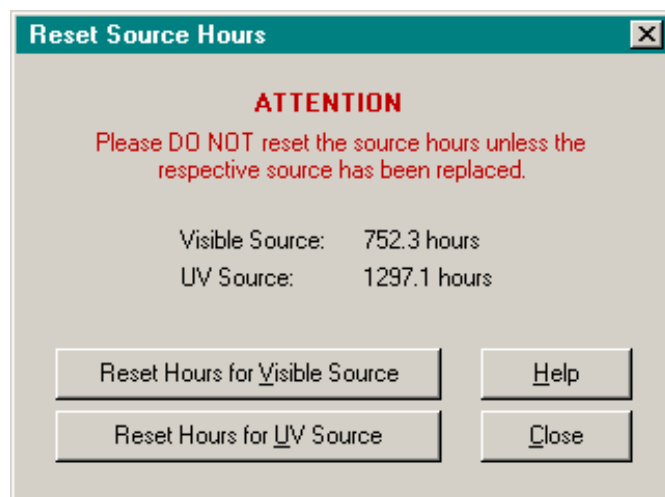 Reset Source Hours
ATTENTION
Please DO NOT reset the source hours unless the
respective source has been replaced.
Visible Source: 752.3 hours
UV Source: 1297.1 hours
Reset Hours for Visible Source
Help
Reset Hours for UV Source
Close